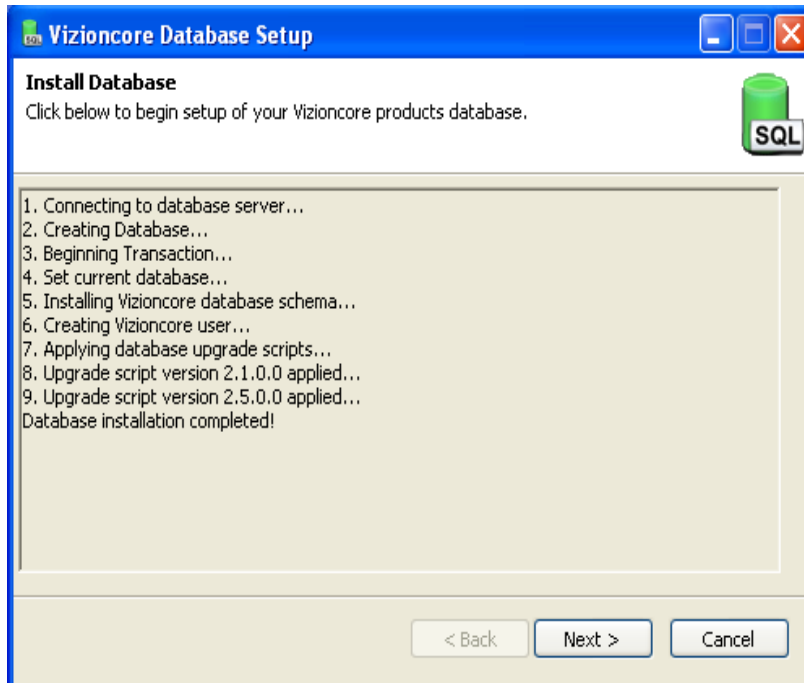 Vizioncore Database Setup
Install Database
Click below to begin setup of your Vizioncore products database.
SQL
1. Connecting to database server...
2. Creating Database...
3. Beginning Transaction...
4. Set current database...
5. Installing Vizioncore database schema...
6. Creating Vizioncore user...
7. Applying database upgrade scripts...
8. Upgrade script version 2.1.0.0 applied...
9. Upgrade script version 2.5.0.0 applied...
Database installation completed!
< Back Next > Cancel